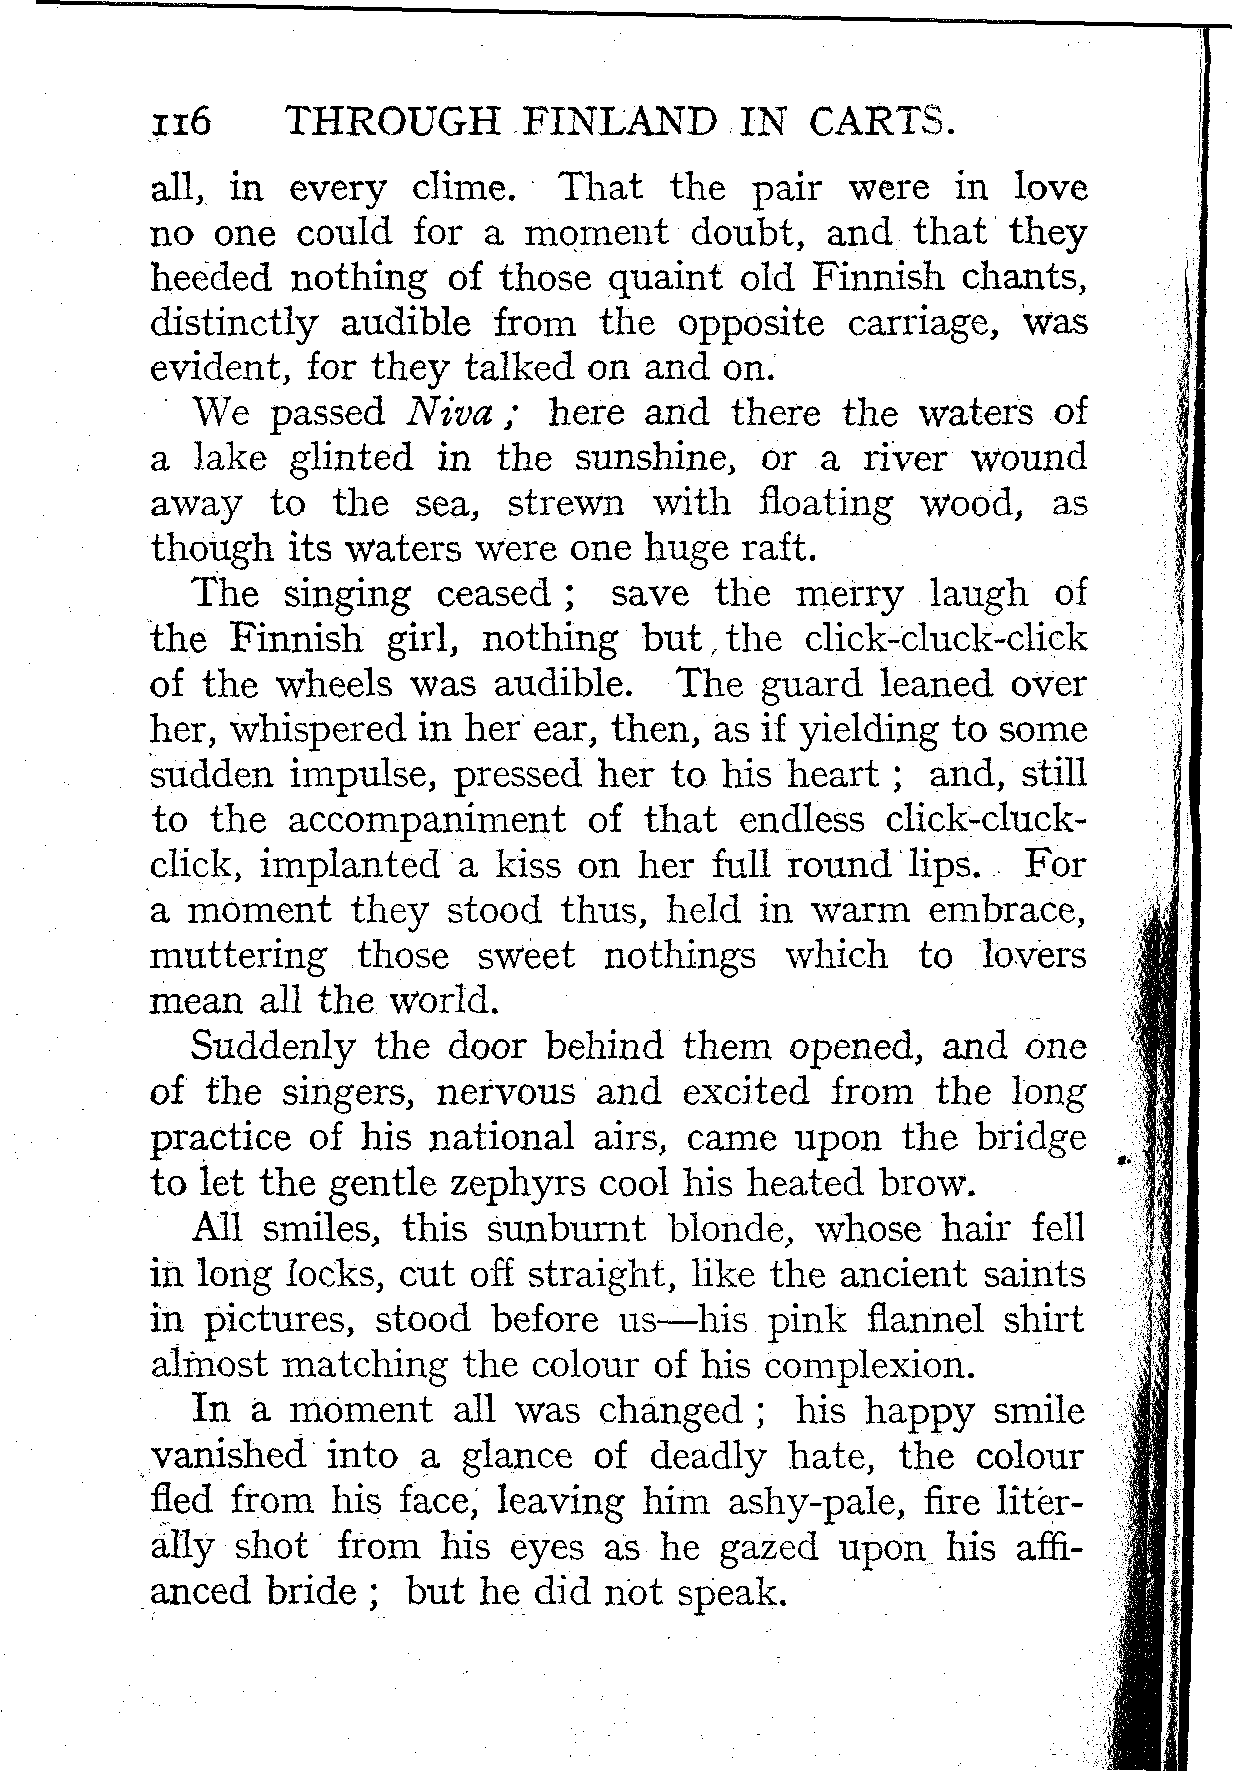 116 THROUGH FINLAND IN CARTS.
all, in every clime. That the pair were in love
no one could for a moment doubt, and that they
heeded nothing of those quaint old Finnish chants,
distinctly audible from the opposite carriage, was
evident, for they talked on and on.
We passed Niva ; here and there the waters of
a lake glinted in the sunshine, or a river wound
away to the sea, strewn with floating wood, as
though its waters were one huge raft.
The singing ceased ; save the merry laugh of
the Finnish girl, nothing but the click-cluck-click
of the wheels was audible. The guard leaned over
her, whispered in her ear, then, as if yielding to some
sudden impulse, pressed her to his heart ; and, still
to the accompaniment of that endless click-cluck-
click, implanted a kiss on her full round lips. For
a moment they stood thus, held in warm embrace,
muttering those sweet nothings which to lovers
mean all the world.
Suddenly the door behind them opened, and one
of the singers, nervous and excited from the long
practice of his national airs, came upon the bridge
to let the gentle zephyrs cool his heated brow.
All smiles, this sunburnt blonde, whose hair fell
in long locks, cut off straight, like the ancient saints
in pictures, stood before us—his pink flannel shirt
almost matching the colour of his complexion.
In a moment all was changed ; his happy smile
vanished into a glance of deadly hate, the colour
fled from his face, leaving him ashy-pale, fire liter-
ally shot from his eyes as he gazed upon his affi-
anced bride ; but he did not speak.